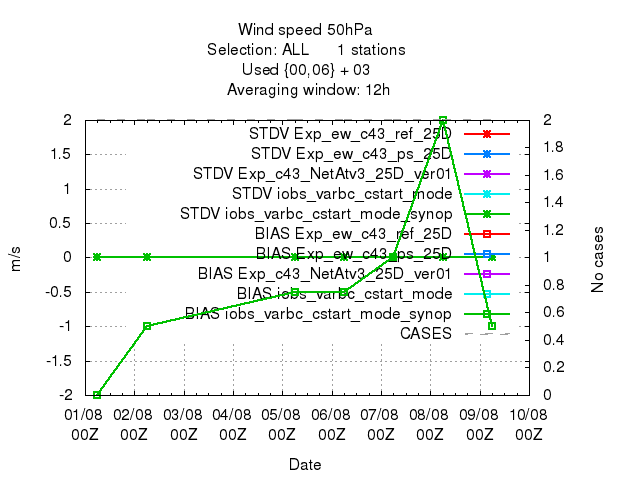 Wind speed 50hPa
Selection: ALL 1 stations
Used {00,06} + 03
Averaging window: 12h
STDV Exp_ew_c43_ref_25D
STDV Exp_ew_c43_ps_25D
STDV Exp_c43_NetAtv3_25D_ver01
STDV iobs_varbc_cstart_mode
STDV iobs_varbc_cstart_mode_synop
BIAS Exp_ew_c43_ref_25D
BIAS Exp_ew_c43_ps_25D
BIAS Exp_c43_NetAtv3_25D_ver01
BIAS iobs_varbc_cstart_mode
BIAS iobs_varbc_cstart_mode_synop
CASES
m/s
2
1.5
1
0.5
0
-0.5
-1
-1.5
-2
No cases
2
1.8
1.6
1.4
1.2
1
0.8
0.6
0.4
0.2
0
01/08 02/08 03/08 04/08 05/08 06/08 07/08 08/08 09/08 10/08
00Z 00Z 00Z 00Z 00Z 00Z 00Z 00Z 00Z 00Z
Date